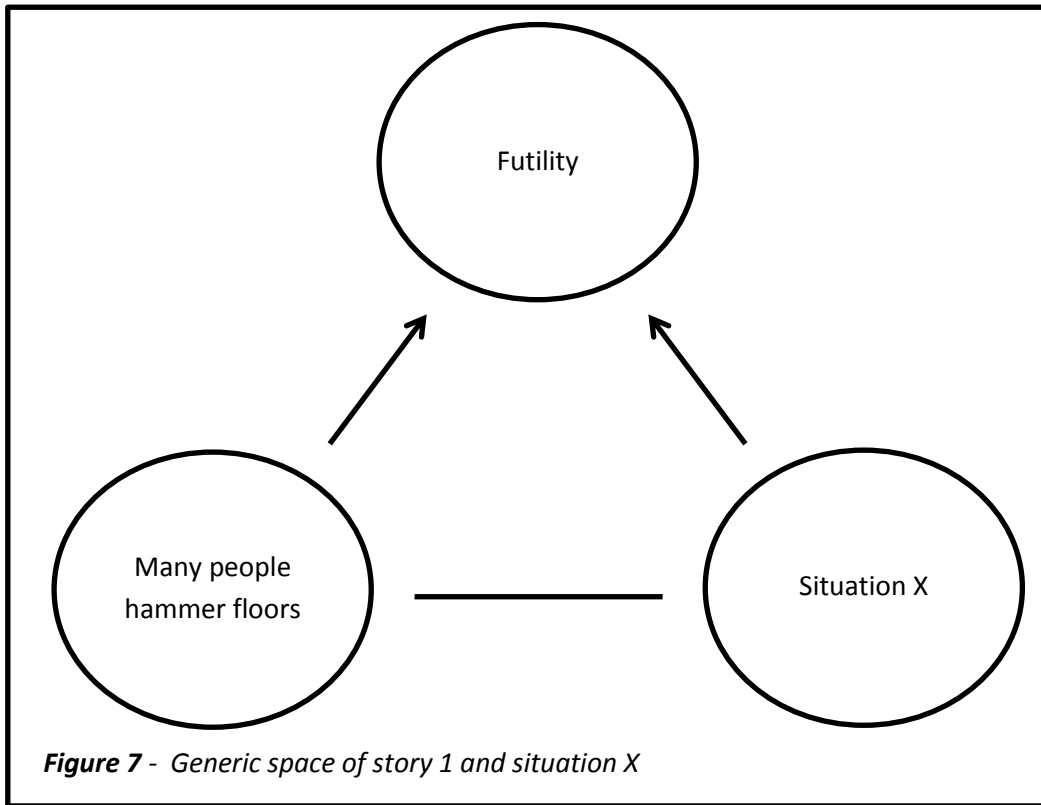 Futility
Many people
hammer floors
Situation X
Figure 7 - Generic space of story 1 and situation X